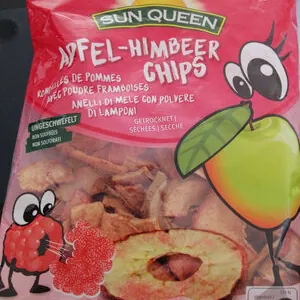 SUN QUEEN
APFEL-HIMBEER
CHIPS
RONDELLES DE POMMES
AVEC POUDRE FRAMBOISES
ANELLI DI MELE CON POLVERE
DI LAMPONI
UNGESCHWEFELT
NON SULFURÉS
NON SOLFORATI
GETROCKNET |
SÉCHÉES | SECCHE